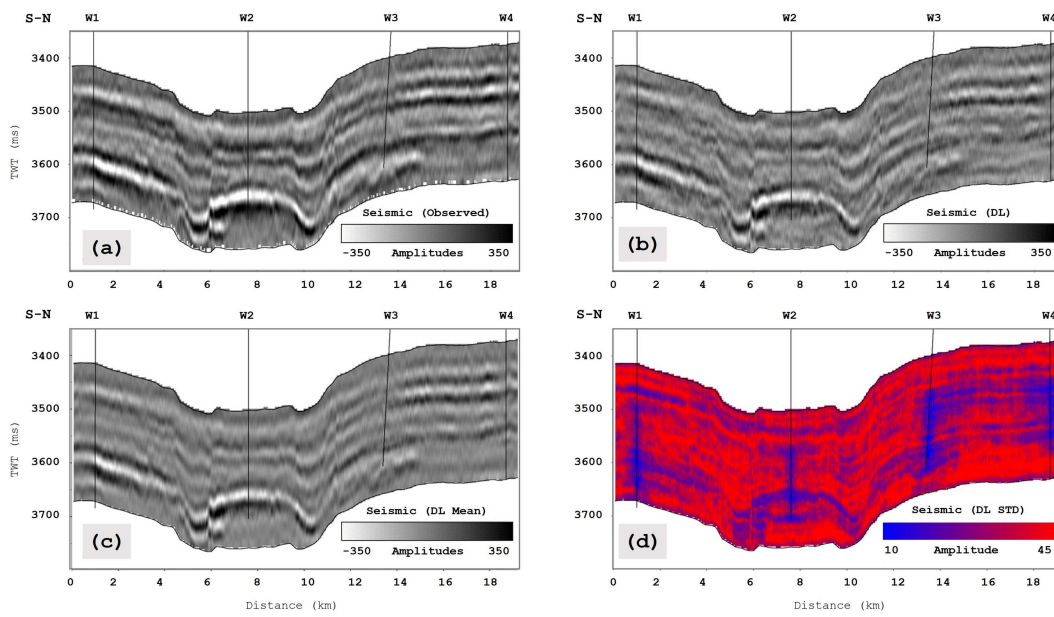 S-N W1 W2 W3 W4
3400
3500
3600
3700
TWT (ms)
Seismic (Observed)
-350 Amplitudes 350
(a)
0 2 4 6 8 10 12 14 16 18
S-N W1 W2 W3 W4
3400
3500
3600
3700
Seismic (DL)
-350 Amplitudes 350
(b)
0 2 4 6 8 10 12 14 16 18
S-N W1 W2 W3 W4
3400
3500
3600
3700
TWT (ms)
Seismic (DL Mean)
-350 Amplitudes 350
(c)
0 2 4 6 8 10 12 14 16 18
Distance (km)
S-N W1 W2 W3 W4
3400
3500
3600
3700
Seismic (DL STD)
10 Amplitude 45
(d)
0 2 4 6 8 10 12 14 16 18
Distance (km)